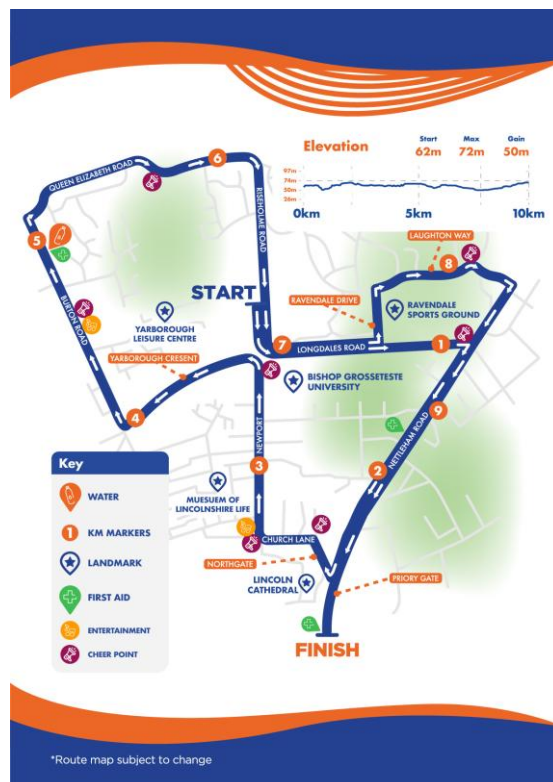 Elevation
Start
Max
Gain
62m
72m
50m
97m
74m
50m
26m
0km
5km
10km
QUEEN ELIZABETH ROAD
6
RISEHOLME ROAD
5
BURTON ROAD
START
YARBOROUGH
LEISURE CENTRE
YARBOROUGH CRESENT
4
LAUGHTON WAY
8
RAVENDALE DRIVE
RAVENDALE
SPORTS GROUND
7
LONGDALES ROAD
1
BISHOP GROSSETESTE
UNIVERSITY
9
NETTLEHAM ROAD
2
NEWPORT
3
MUESUEM OF
LINCOLNSHIRE LIFE
CHURCH LANE
NORTHGATE
LINCOLN
CATHEDRAL
PRIORY GATE
FINISH
Key
WATER
1
KM MARKERS
LANDMARK
FIRST AID
ENTERTAINMENT
CHEER POINT
*Route map subject to change